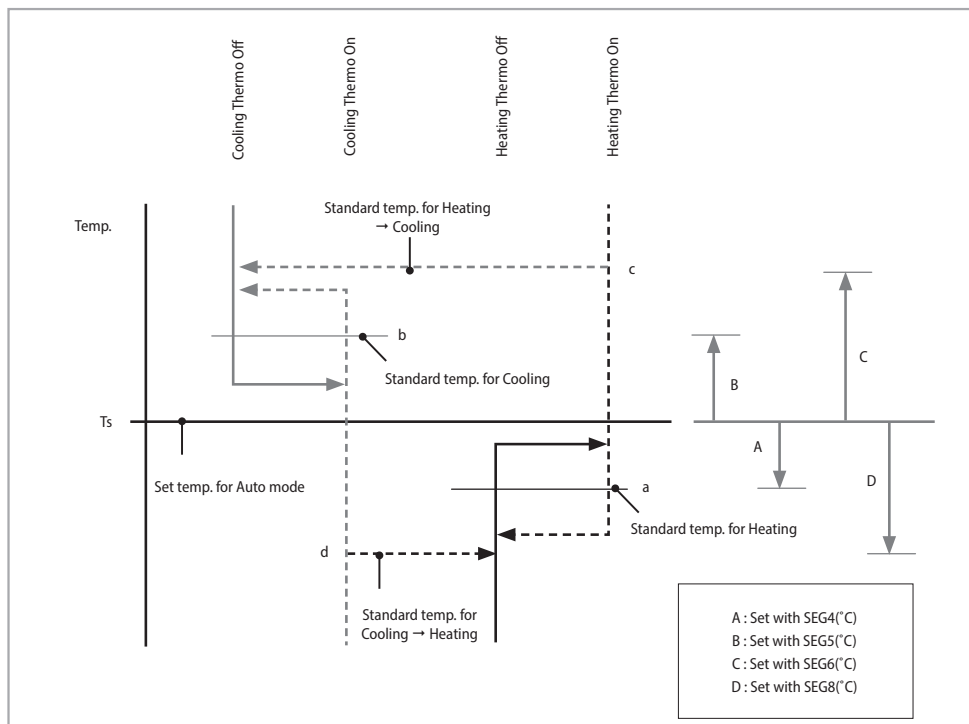 Cooling Thermo Off
Cooling Thermo On
Heating Thermo Off
Heating Thermo On
Standard temp. for Heating
→ Cooling
Temp.
c
b
C
Standard temp. for Cooling
B
Ts
A
Set temp. for Auto mode
a
D
Standard temp. for Heating
d
Standard temp. for
Cooling → Heating
A : Set with SEG4(˚C)
B : Set with SEG5(˚C)
C : Set with SEG6(˚C)
D : Set with SEG8(˚C)